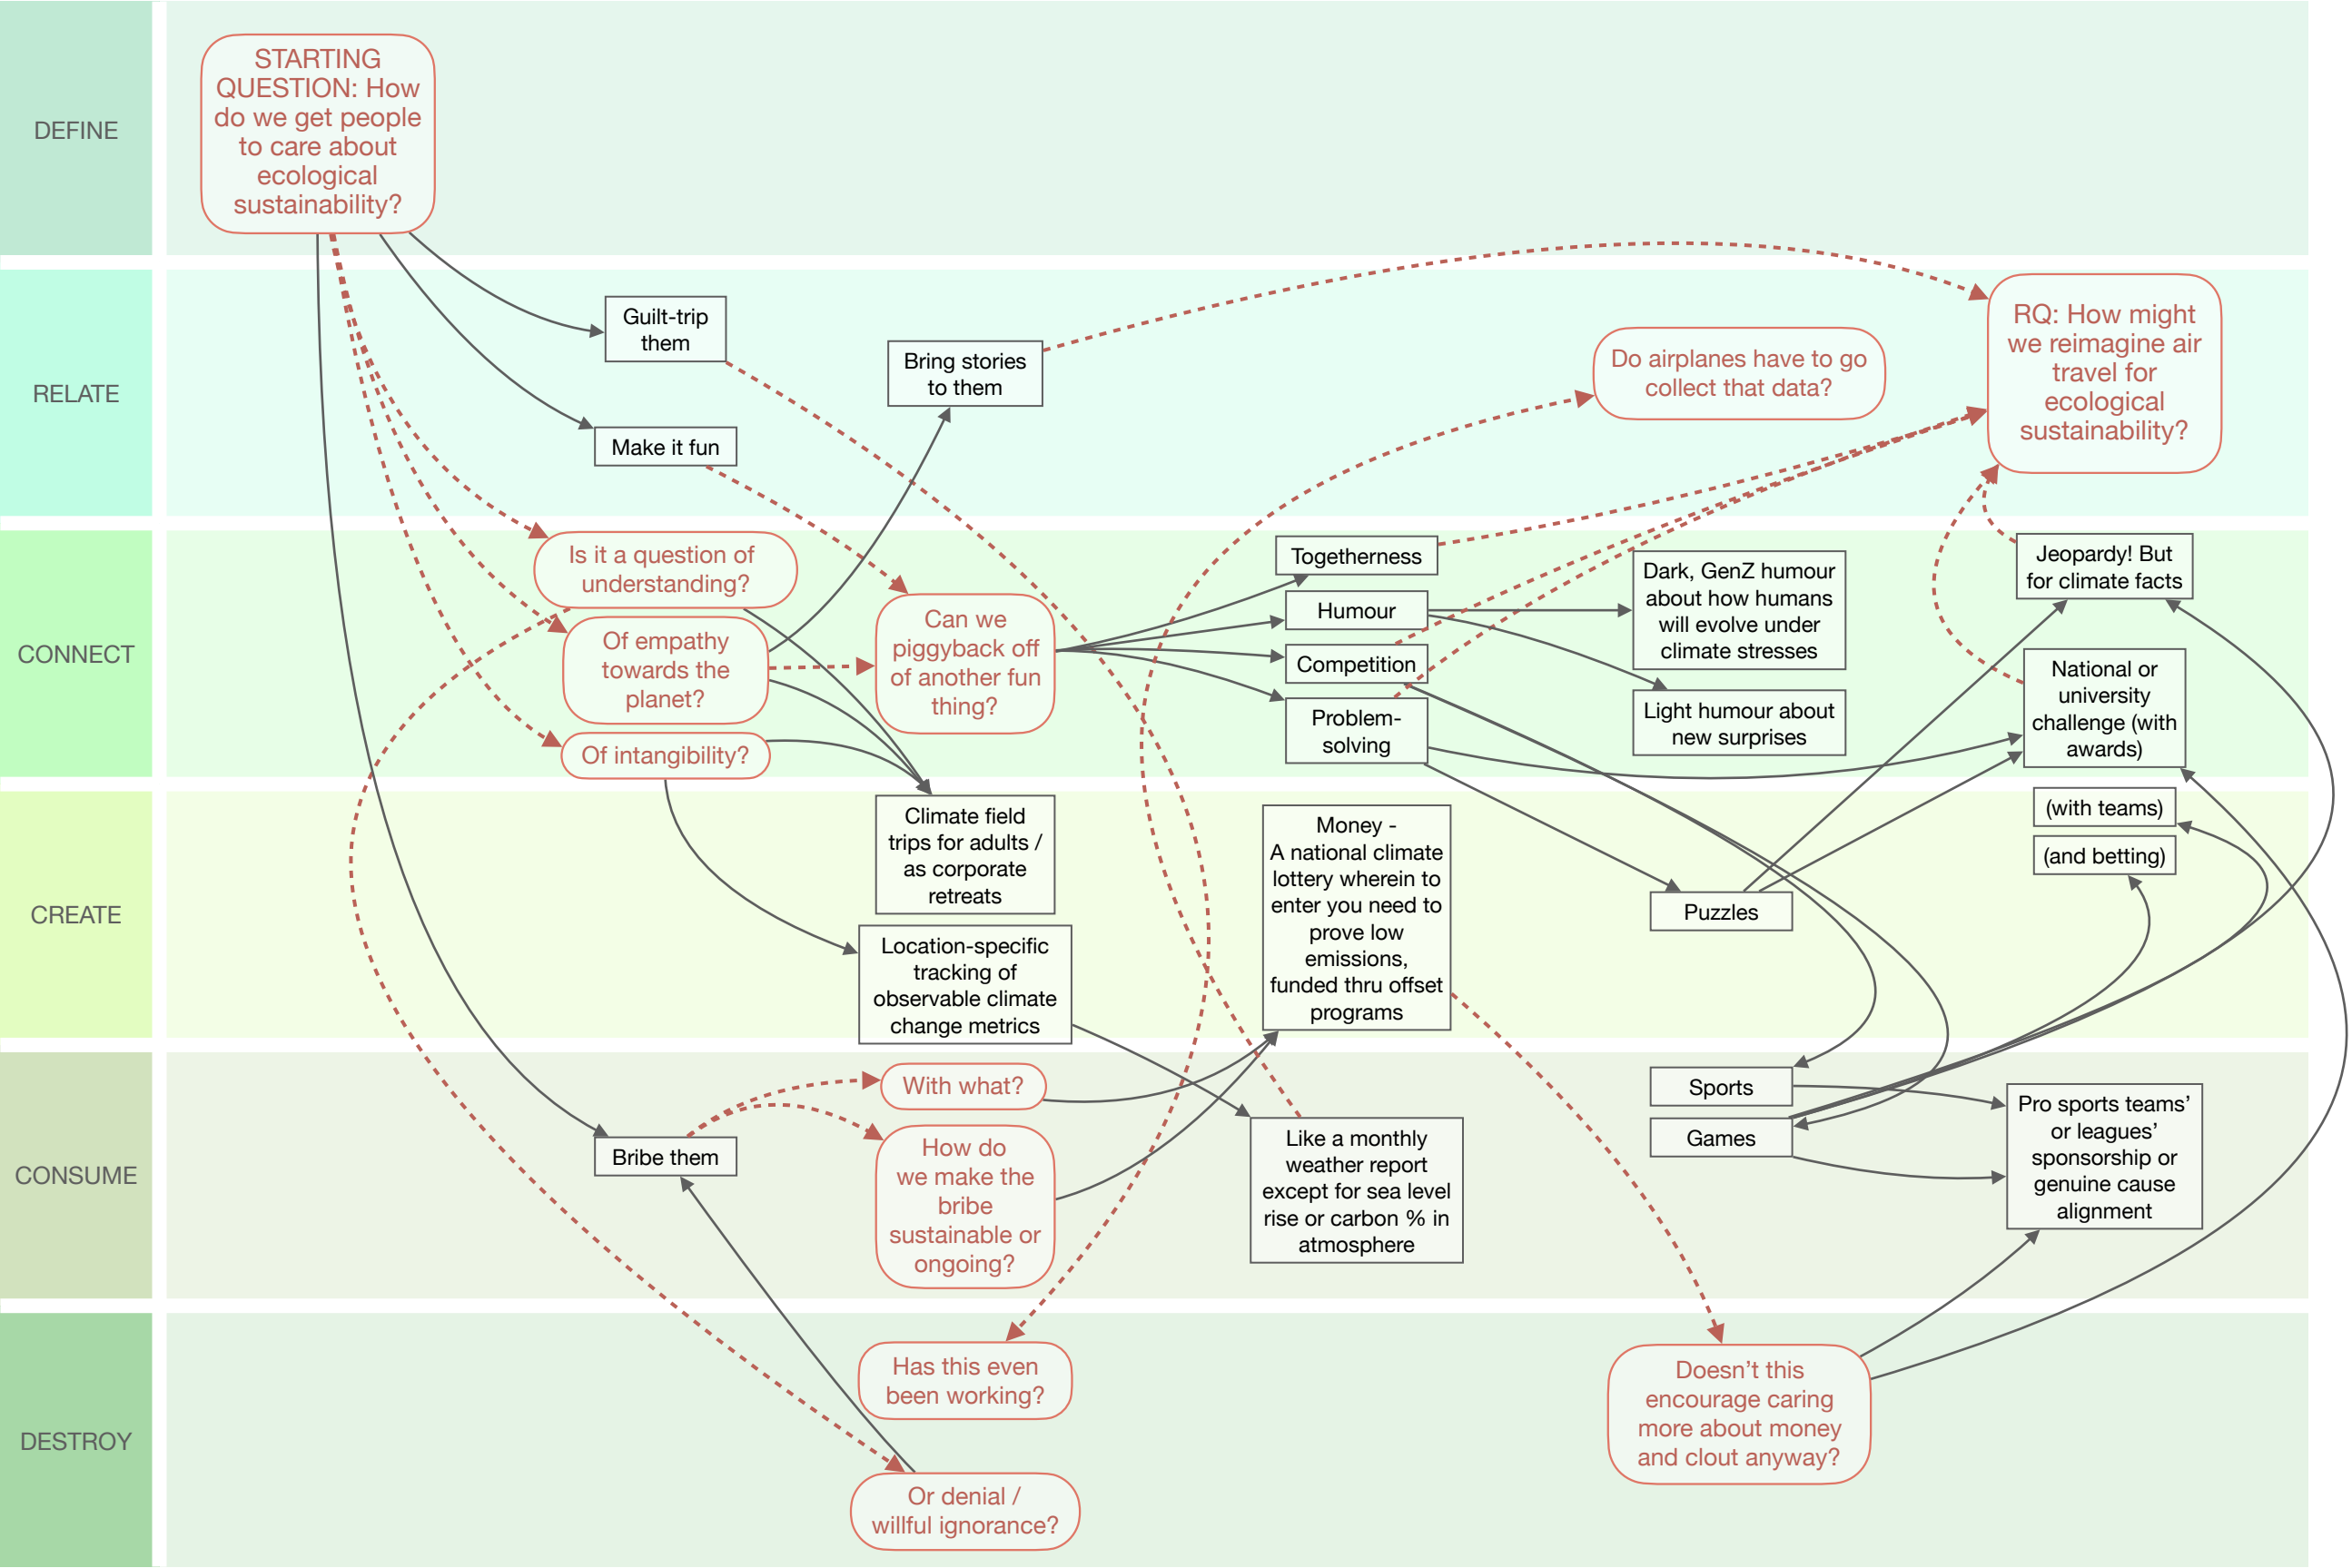 DEFINE
STARTING
QUESTION: How
do we get people
to care about
ecological
sustainability?
RELATE
Guilt-trip
them
Make it fun
Bring stories
to them
Do airplanes have to go
collect that data?
RQ: How might
we reimagine air
travel for
ecological
sustainability?
CONNECT
Is it a question of
understanding?
Of empathy
towards the
planet?
Of intangibility?
Can we
piggyback off
of another fun
thing?
Togetherness
Humour
Competition
Problem-
solving
Dark, GenZ humour
about how humans
will evolve under
climate stresses
Light humour about
new surprises
Jeopardy! But
for climate facts
National or
university
challenge (with
awards)
CREATE
Climate field
trips for adults /
as corporate
retreats
Location-specific
tracking of
observable climate
change metrics
Money -
A national climate
lottery wherein to
enter you need to
prove low
emissions,
funded thru offset
programs
Puzzles
(with teams)
(and betting)
CONSUME
Bribe them
With what?
How do
we make the
bribe
sustainable or
ongoing?
Like a monthly
weather report
except for sea level
rise or carbon % in
atmosphere
Sports
Games
Pro sports teams’
or leagues’
sponsorship or
genuine cause
alignment
DESTROY
Has this even
been working?
Or denial /
willful ignorance?
Doesn’t this
encourage caring
more about money
and clout anyway?